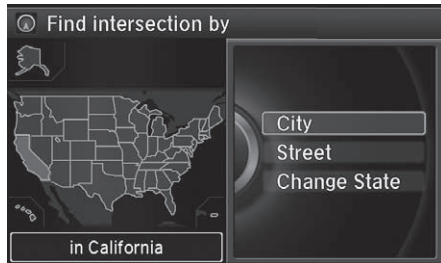 Find intersection by
City
Street
Change State
in California